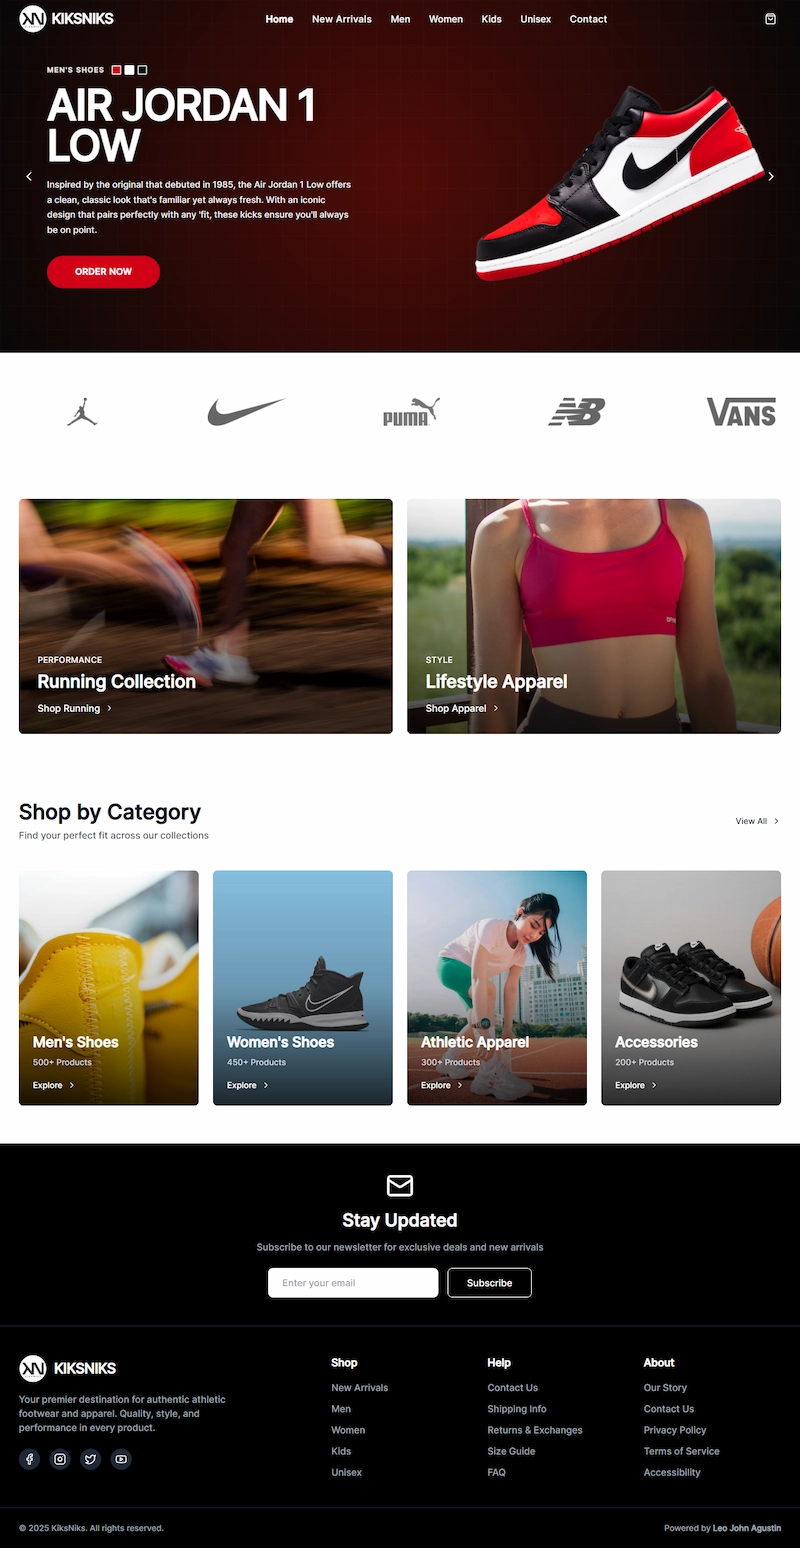 KIKSNIKS
Home
New Arrivals
Men
Women
Kids
Unisex
Contact
MEN'S SHOES
AIR JORDAN 1
LOW
Inspired by the original that debuted in 1985, the Air Jordan 1 Low offers
a clean, classic look that's familiar yet always fresh. With an iconic
design that pairs perfectly with any 'fit, these kicks ensure you'll always
be on point.
ORDER NOW
PUMA
NB
VANS
PERFORMANCE
Running Collection
Shop Running
STYLE
Lifestyle Apparel
Shop Apparel
Shop by Category
Find your perfect fit across our collections
View All
Men's Shoes
500+ Products
Explore
Women's Shoes
450+ Products
Explore
Athletic Apparel
300+ Products
Explore
Accessories
200+ Products
Explore
Stay Updated
Subscribe to our newsletter for exclusive deals and new arrivals
Enter your email
Subscribe
KIKSNIKS
Your premier destination for authentic athletic
footwear and apparel. Quality, style, and
performance in every product.
Shop
New Arrivals
Men
Women
Kids
Unisex
Help
Contact Us
Shipping Info
Returns & Exchanges
Size Guide
FAQ
About
Our Story
Contact Us
Privacy Policy
Terms of Service
Accessibility
© 2025 KiksNiks. All rights reserved.
Powered by Leo John Agustin